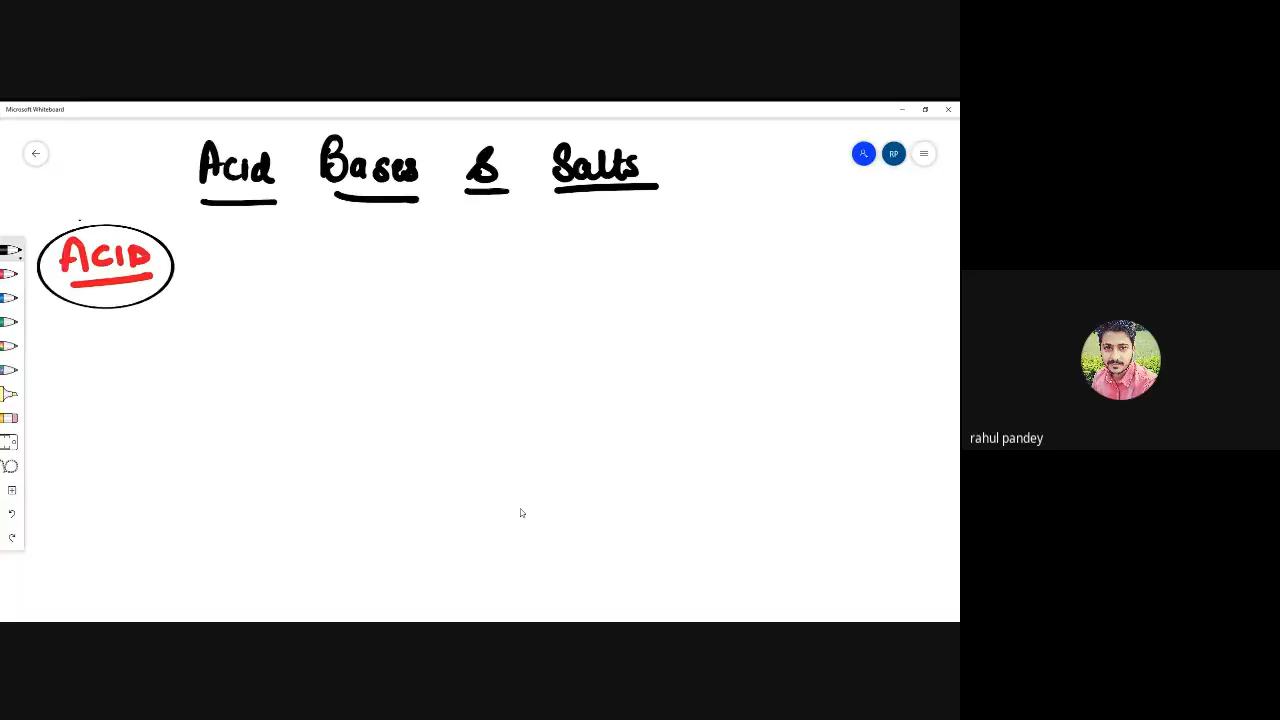 Microsoft Whiteboard
Acid Bases & Salts
RP
ACID
rahul pandey